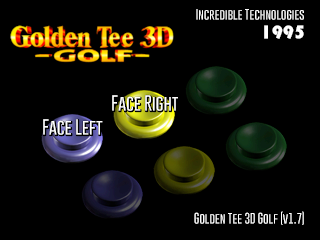 Incredible Technologies
1995
Golden Tee 3D
-GOLF-
Face Right
Face Left
Golden Tee 3D Golf (v1.7)